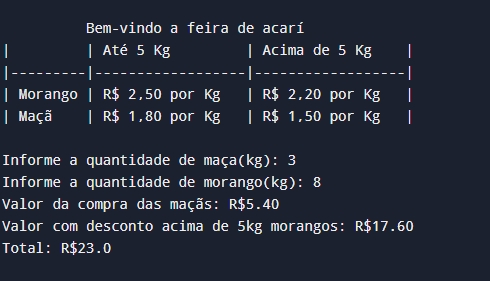 Bem-vindo a feira de acarí
|         | Até 5 Kg         | Acima de 5 Kg    |
|---------|------------------|------------------|
| Morango | R$ 2,50 por Kg   | R$ 2,20 por Kg   |
| Maçã    | R$ 1,80 por Kg   | R$ 1,50 por Kg   |
Informe a quantidade de maça(kg): 3
Informe a quantidade de morango(kg): 8
Valor da compra das maçãs: R$5.40
Valor com desconto acima de 5kg morangos: R$17.60
Total: R$23.0